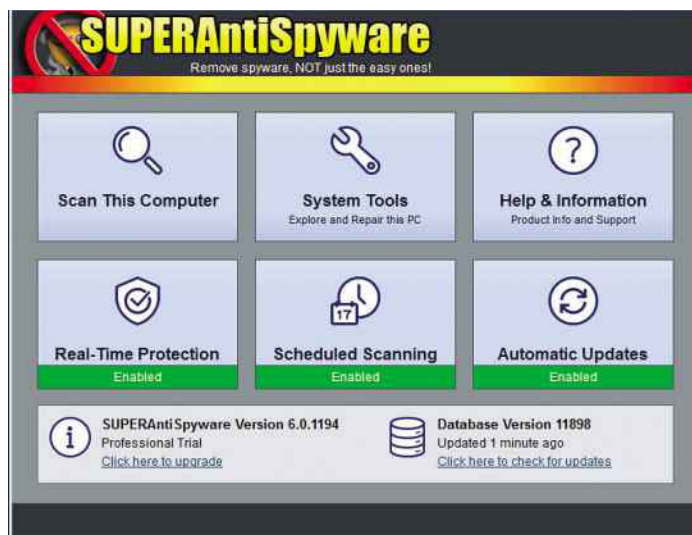 SUPERAntiSpyware
Remove spyware, NOT just the easy ones!
Scan This Computer
System Tools
Explore and Repair this PC
Help & Information
Product Info and Support
Real-Time Protection
Enabled
17
Scheduled Scanning
Enabled
Automatic Updates
Enabled
SUPERAntiSpyware Version 6.0.1194
Professional Trial
Click here to upgrade
Database Version 11898
Updated 1 minute ago
Click here to check for updates